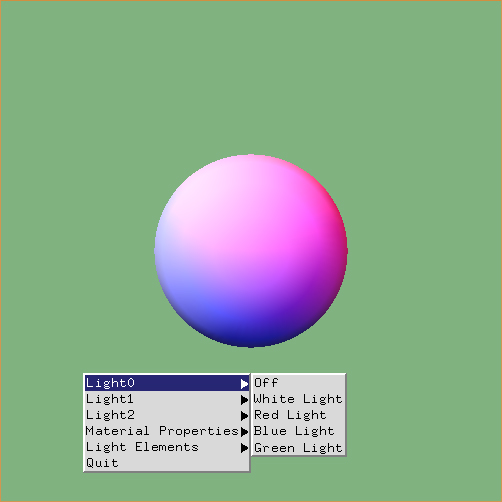 Light0
Light1
Light2
Material Properties
Light Elements
Quit
Off
White Light
Red Light
Blue Light
Green Light